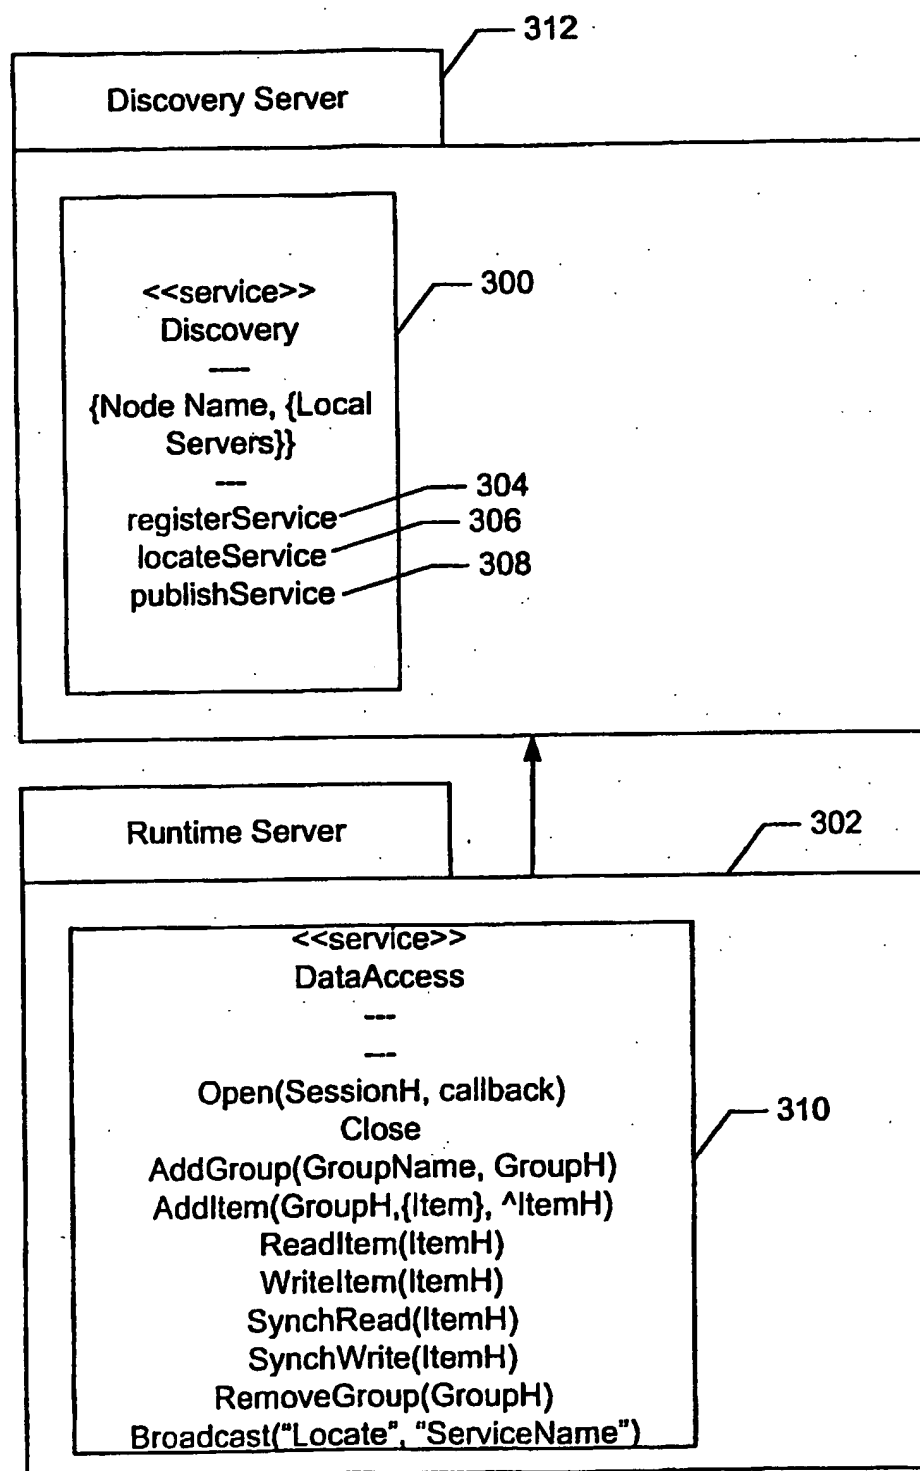 312
Discovery Server
<<service>>
300
Discovery
----
{Node Name, {Local
Servers}}
---
registerService 304
locateService 306
publishService 308
Runtime Server
302
<<service>>
DataAccess
---
---
Open(SessionH, callback)
310
Close
AddGroup(GroupName, GroupH)
AddItem(GroupH,{Item}, ^ItemH)
ReadItem(ItemH)
WriteItem(ItemH)
SynchRead(ItemH)
SynchWrite(ItemH)
RemoveGroup(GroupH)
Broadcast("Locate", "ServiceName")